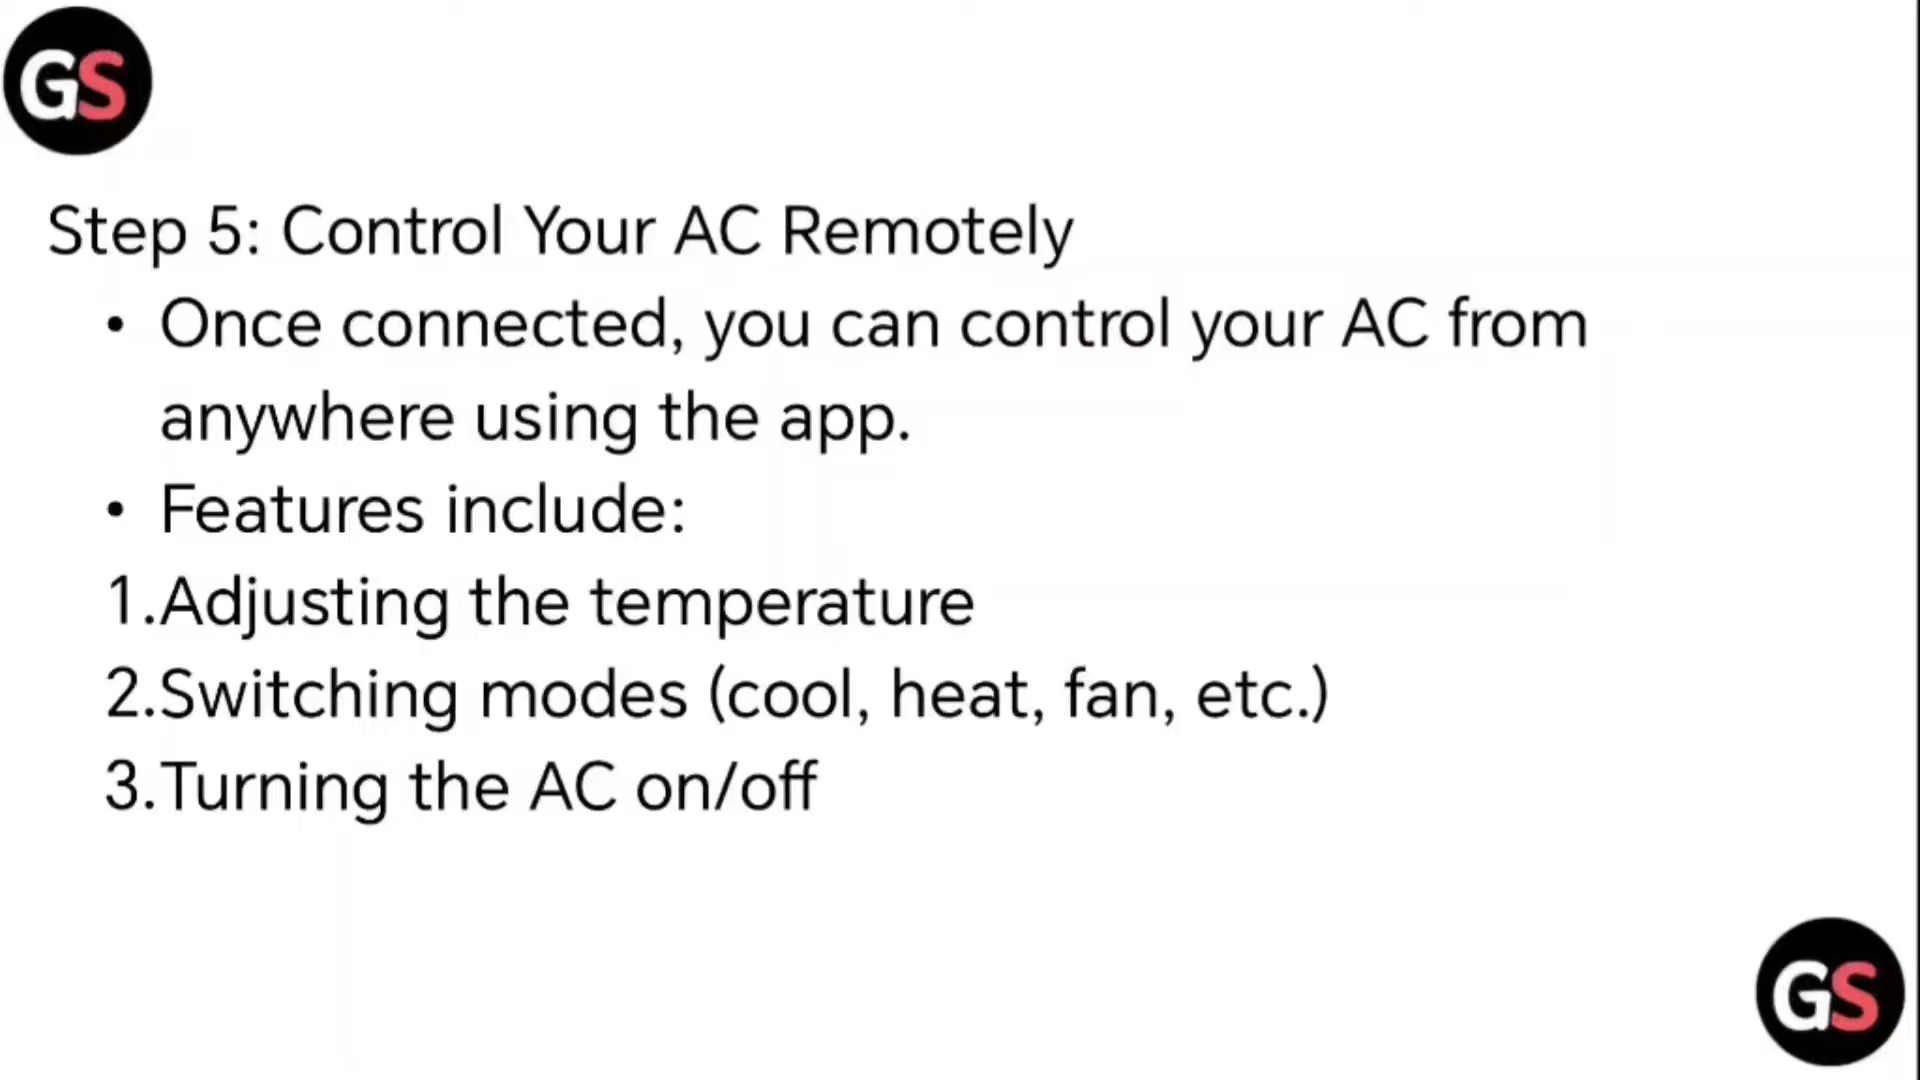 GS
Step 5: Control Your AC Remotely
• Once connected, you can control your AC from
anywhere using the app.
• Features include:
1.Adjusting the temperature
2.Switching modes (cool, heat, fan, etc.)
3.Turning the AC on/off
GS